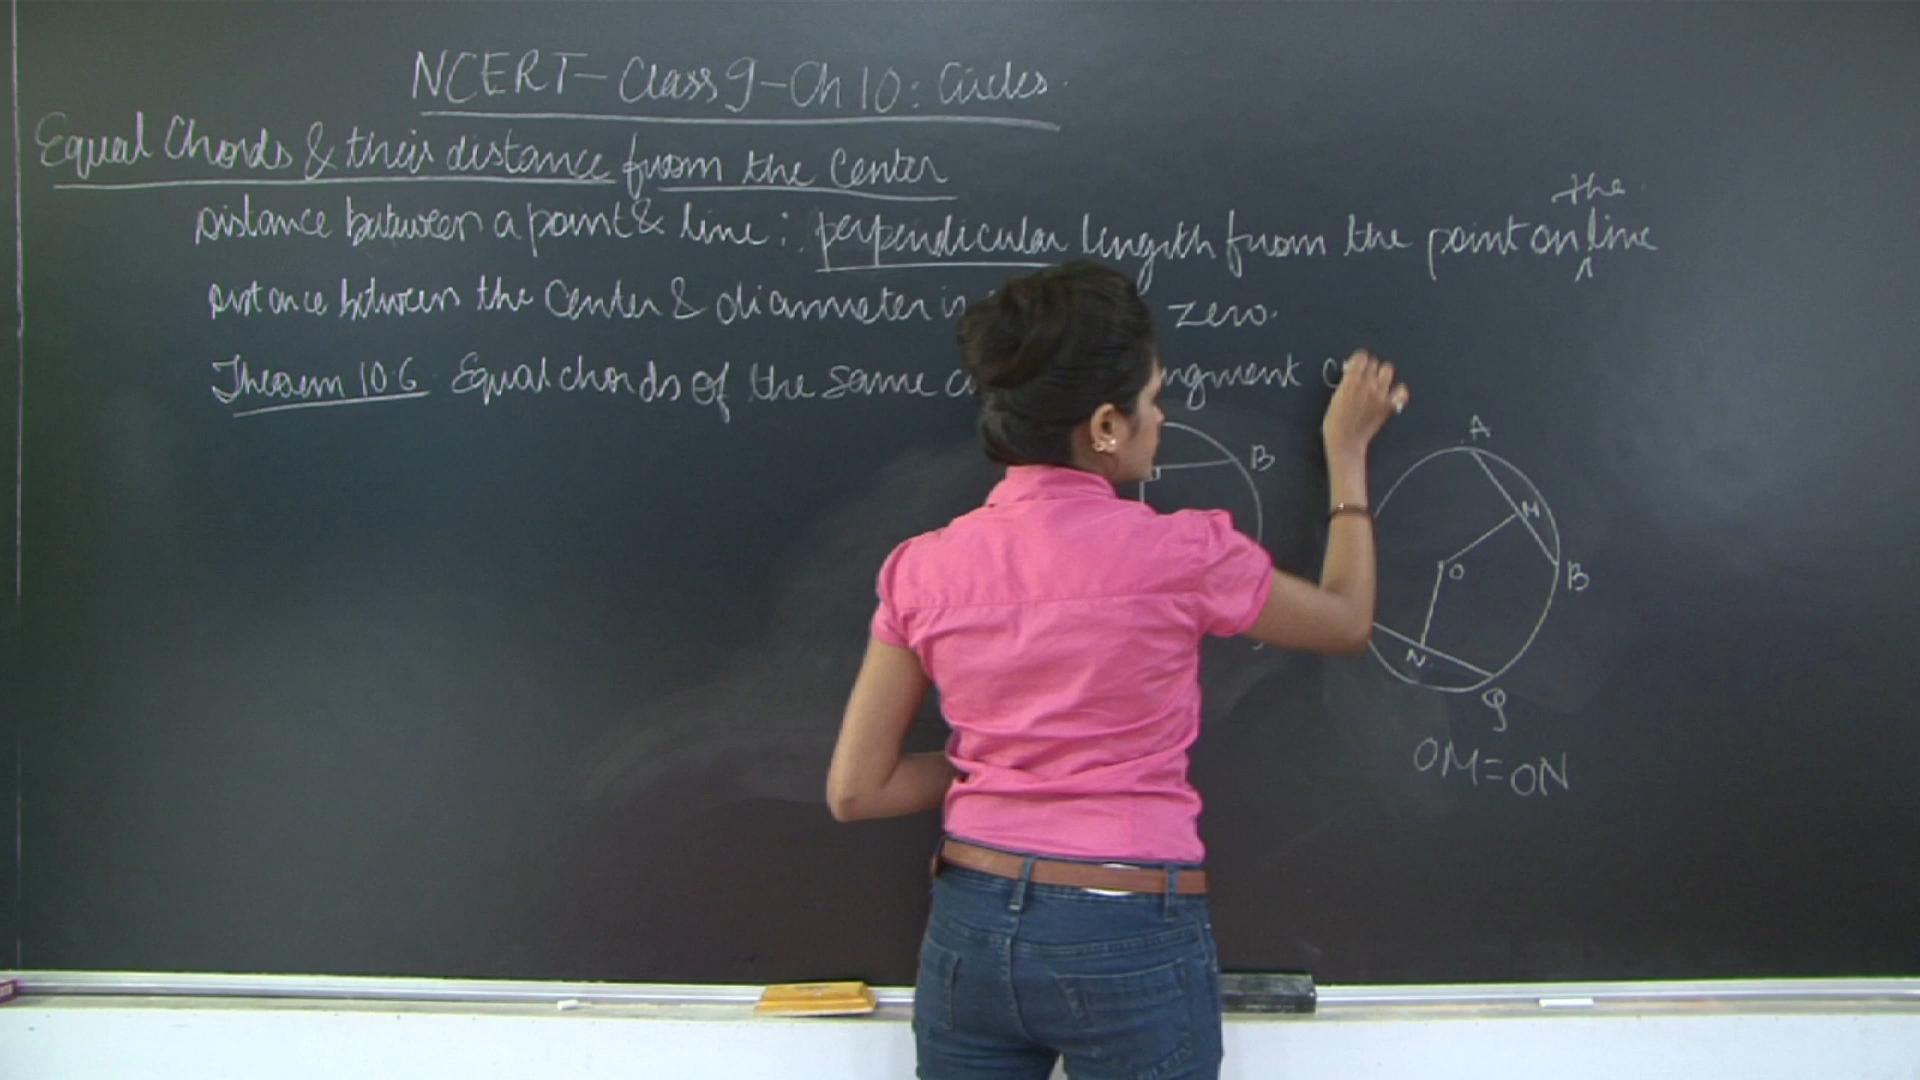 NCERT - Class 9 - Ch 10 : Circles.
Equal Chords & their distance from the Center
the
Distance between a point & line : perpendicular length from the point on ^ line
Distance between the Center & diammeter is zero.
Theorem 10.6 Equal chords of the same
A
B
M
O
B
N
Q
OM=ON